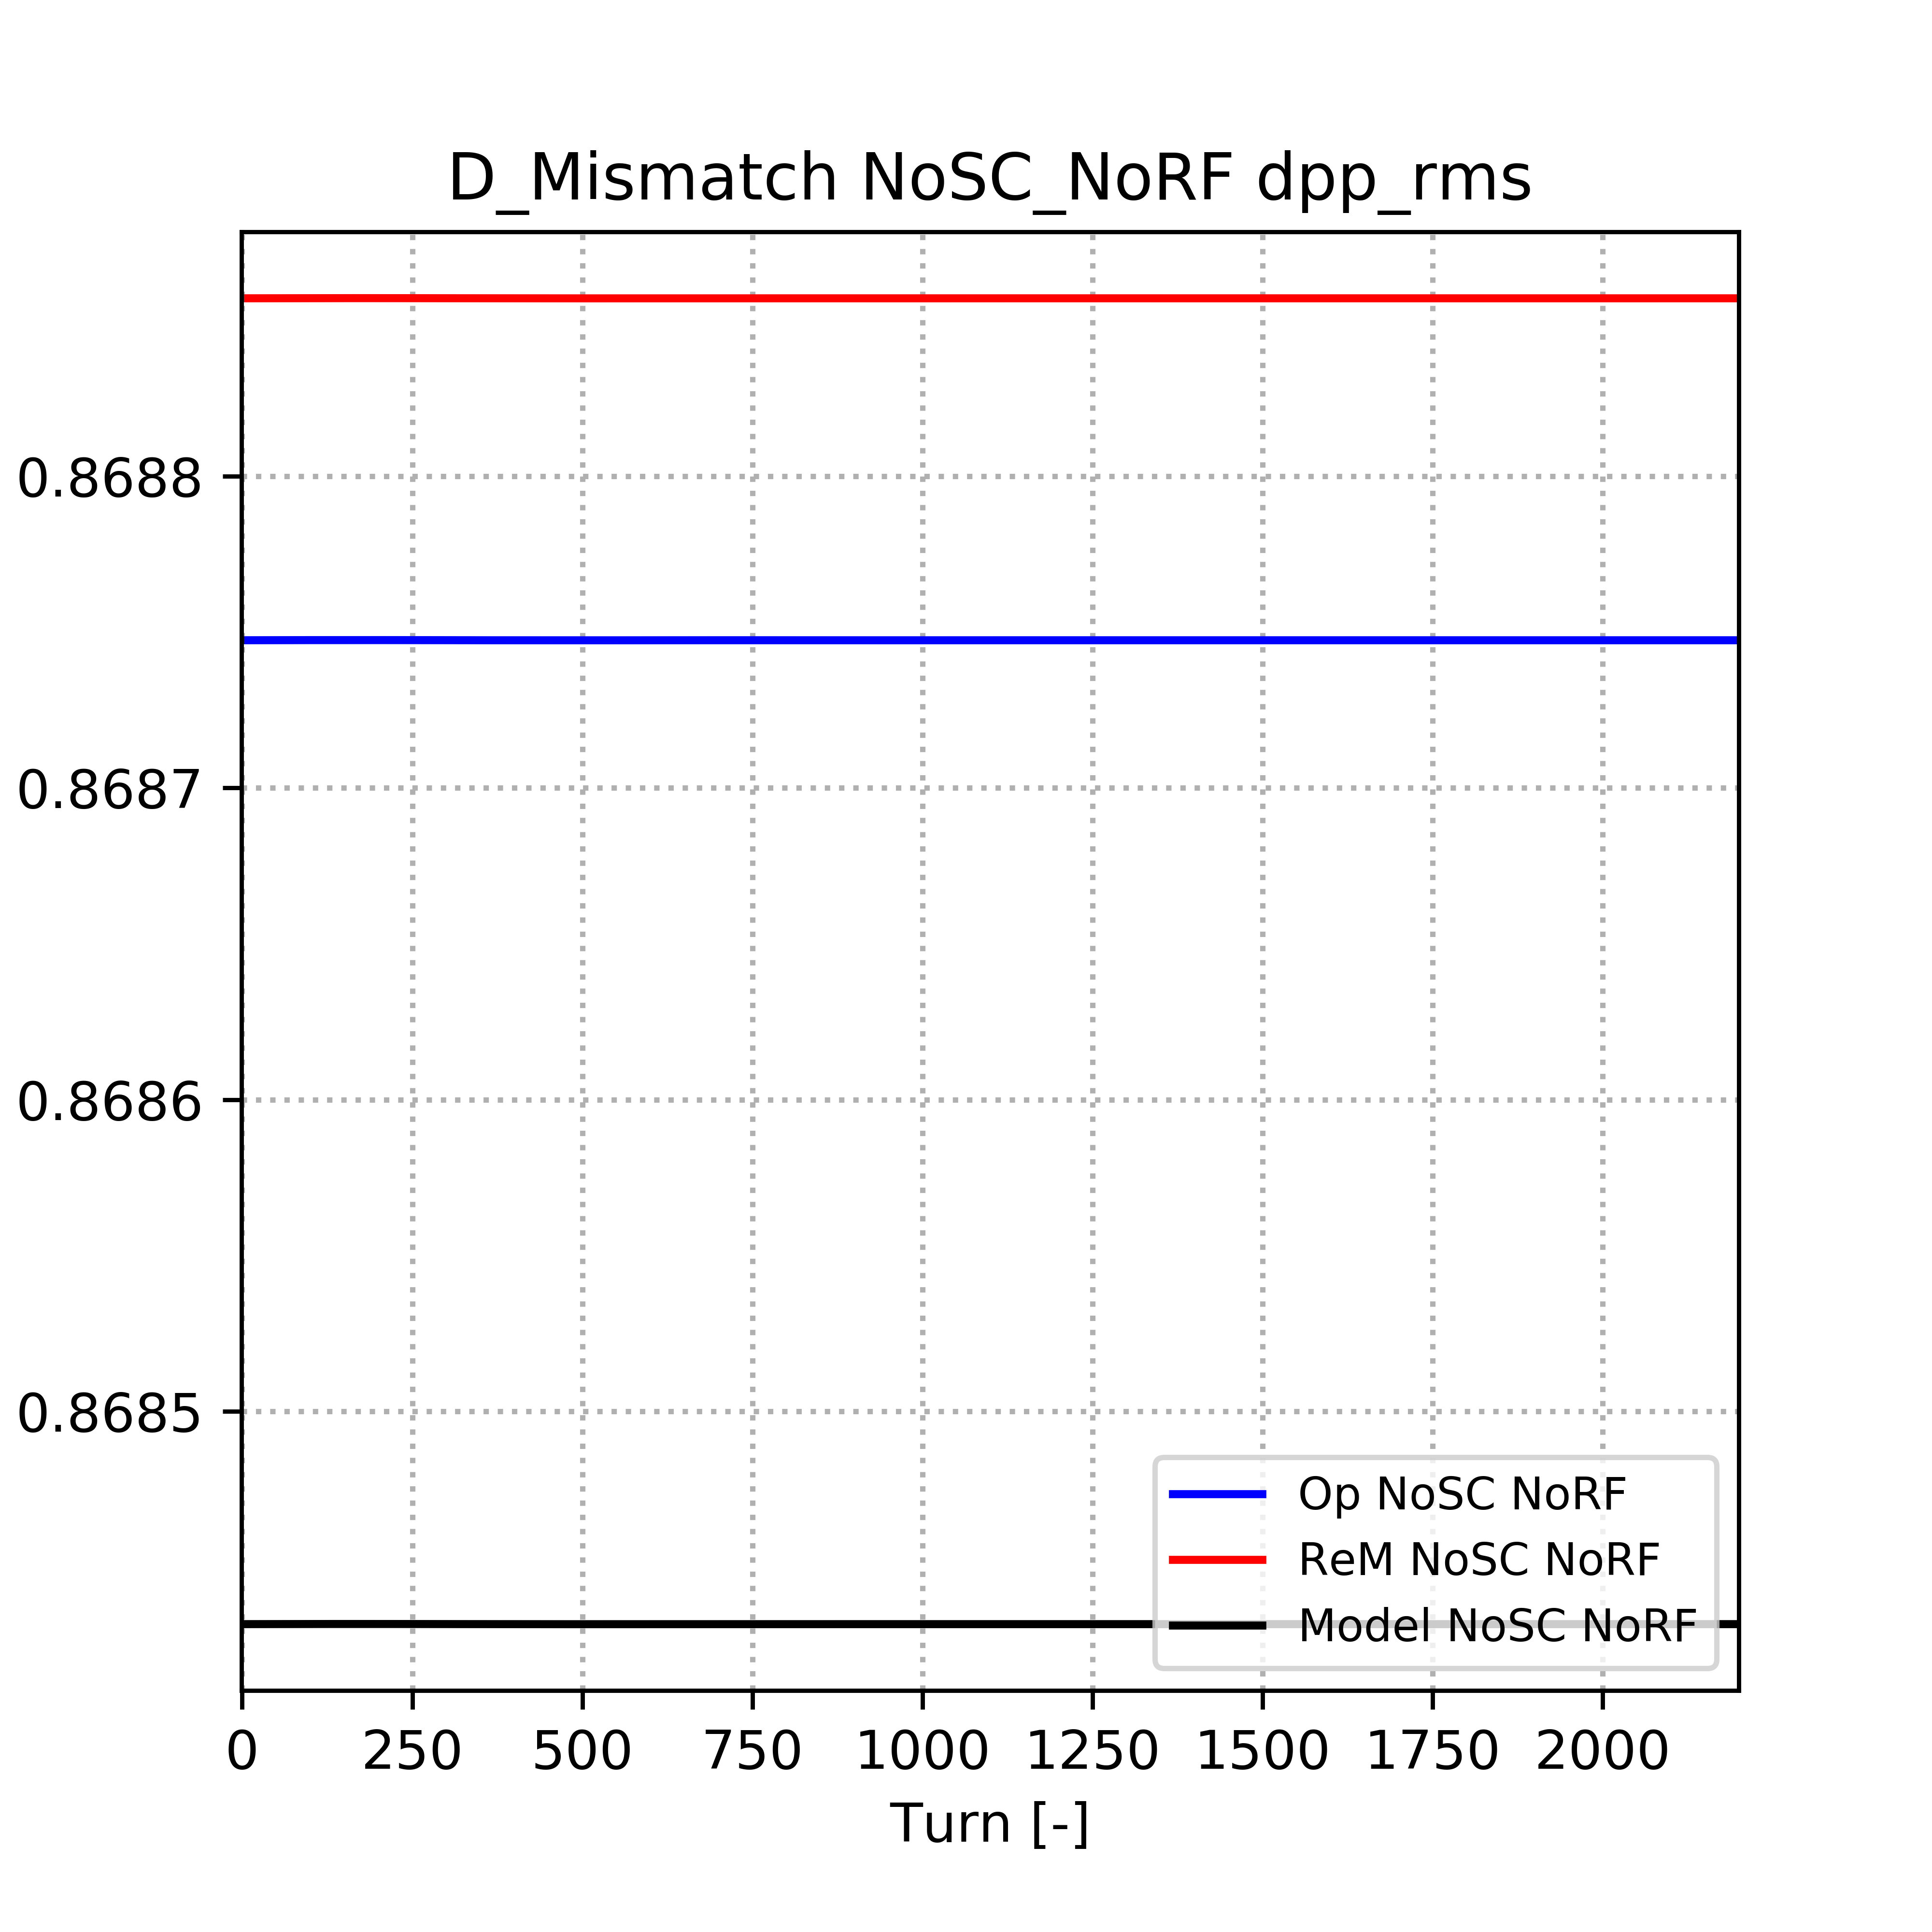 D_Mismatch NoSC_NoRF dpp_rms
0.8688
0.8687
0.8686
0.8685
Op NoSC NoRF
ReM NoSC NoRF
Model NoSC NoRF
0 250 500 750 1000 1250 1500 1750 2000
Turn [-]